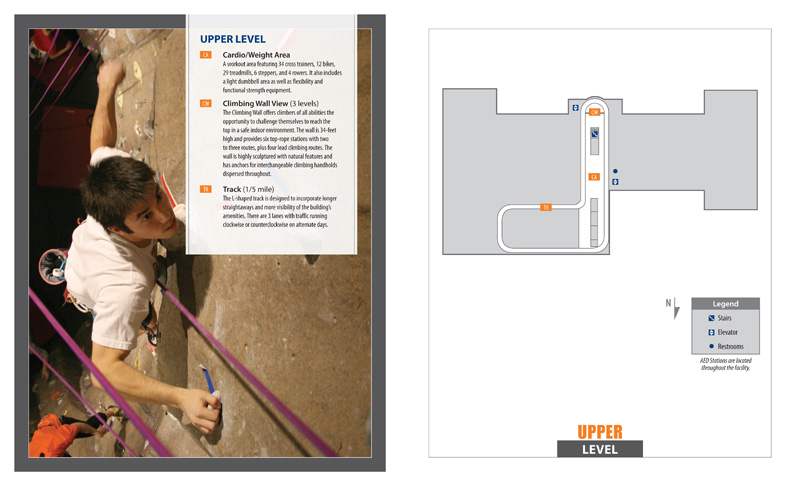 UPPER LEVEL
CA Cardio/Weight Area
A workout area featuring 34 cross trainers, 12 bikes,
29 treadmills, 6 steppers, and 4 rowers. It also includes
a light dumbbell area as well as flexibility and
functional strength equipment.
CW Climbing Wall View (3 levels)
The Climbing Wall offers climbers of all abilities the
opportunity to challenge themselves to reach the
top in a safe indoor environment. The wall is 34-feet
high and provides six top-rope stations with two
to three routes, plus four lead climbing routes. The
wall is highly sculptured with natural features and
has anchors for interchangeable climbing handholds
dispersed throughout.
TR Track (1/5 mile)
The L-shaped track is designed to incorporate longer
straightaways and more visibility of the building's
amenities. There are 3 lanes with traffic running
clockwise or counterclockwise on alternate days.
CW
CA
TR
N
Legend
Stairs
Elevator
Restrooms
AED Stations are located
throughout the facility.
UPPER
LEVEL